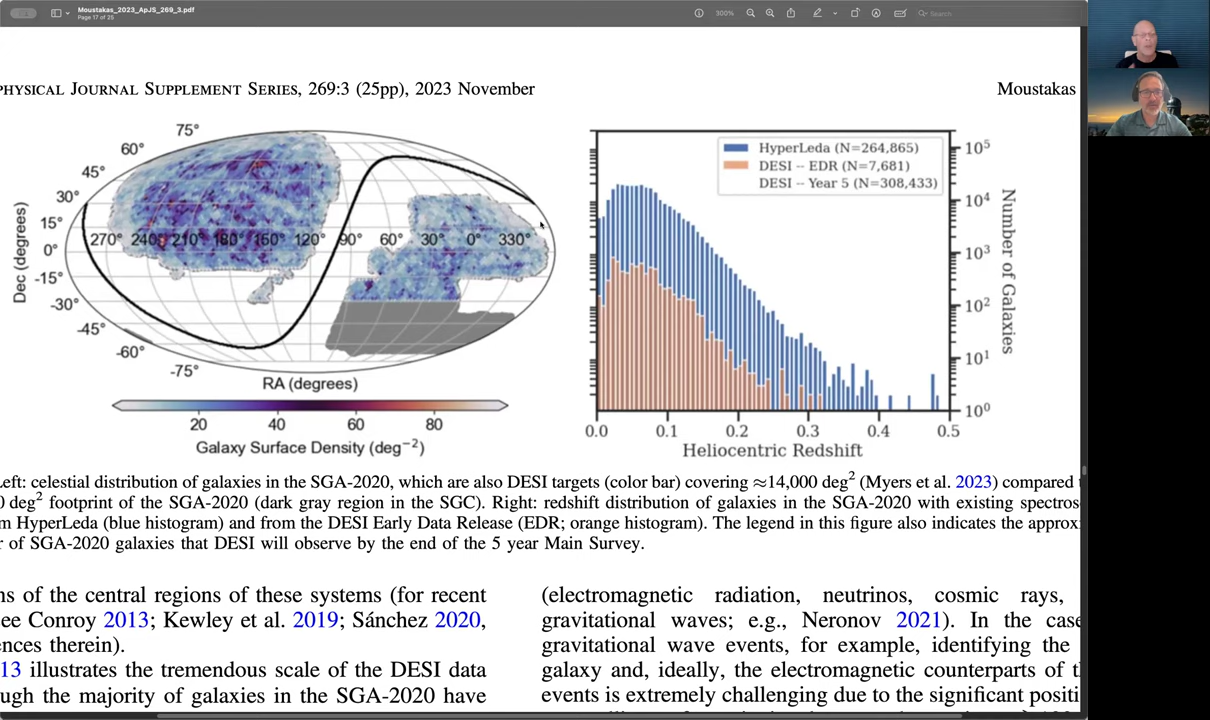 Moustakas_2023_ApJS_269_3.pdf
Page 17 of 25
300%
Search
PHYSICAL JOURNAL SUPPLEMENT SERIES, 269:3 (25pp), 2023 November
Moustakas
75°
60°
45°
30°
15°
0°
-15°
-30°
-45°
-60°
-75°
270° 240° 210° 180° 150° 120° 90° 60° 30° 0° 330°
Dec (degrees)
RA (degrees)
20 40 60 80
Galaxy Surface Density (deg⁻²)
HyperLeda (N=264,865)
DESI -- EDR (N=7,681)
DESI -- Year 5 (N=308,433)
10⁵
10⁴
10³
10²
10¹
10⁰
Number of Galaxies
0.0 0.1 0.2 0.3 0.4 0.5
Heliocentric Redshift
Left: celestial distribution of galaxies in the SGA-2020, which are also DESI targets (color bar) covering ≈14,000 deg² (Myers et al. 2023) compared
0 deg² footprint of the SGA-2020 (dark gray region in the SGC). Right: redshift distribution of galaxies in the SGA-2020 with existing spectros
m HyperLeda (blue histogram) and from the DESI Early Data Release (EDR; orange histogram). The legend in this figure also indicates the approx
r of SGA-2020 galaxies that DESI will observe by the end of the 5 year Main Survey.
ns of the central regions of these systems (for recent
ee Conroy 2013; Kewley et al. 2019; Sánchez 2020,
ences therein).
13 illustrates the tremendous scale of the DESI data
ugh the majority of galaxies in the SGA-2020 have
(electromagnetic radiation, neutrinos, cosmic rays,
gravitational waves; e.g., Neronov 2021). In the case
gravitational wave events, for example, identifying the
galaxy and, ideally, the electromagnetic counterparts of t
events is extremely challenging due to the significant positi